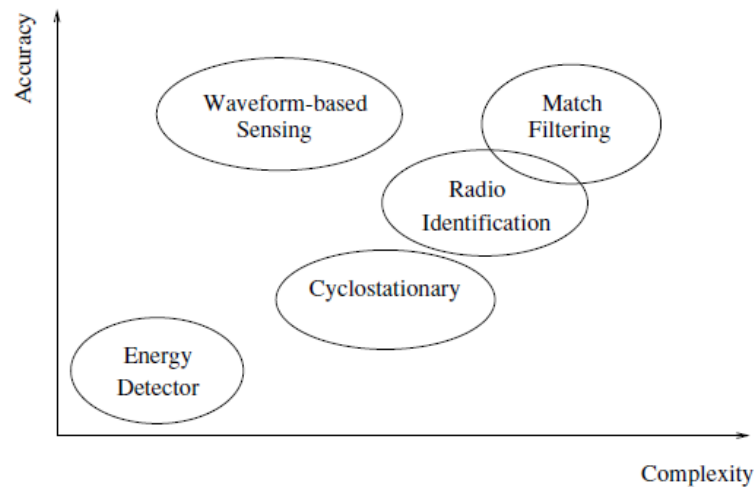 Accuracy
Waveform-based
Sensing
Match
Filtering
Radio
Identification
Cyclostationary
Energy
Detector
Complexity